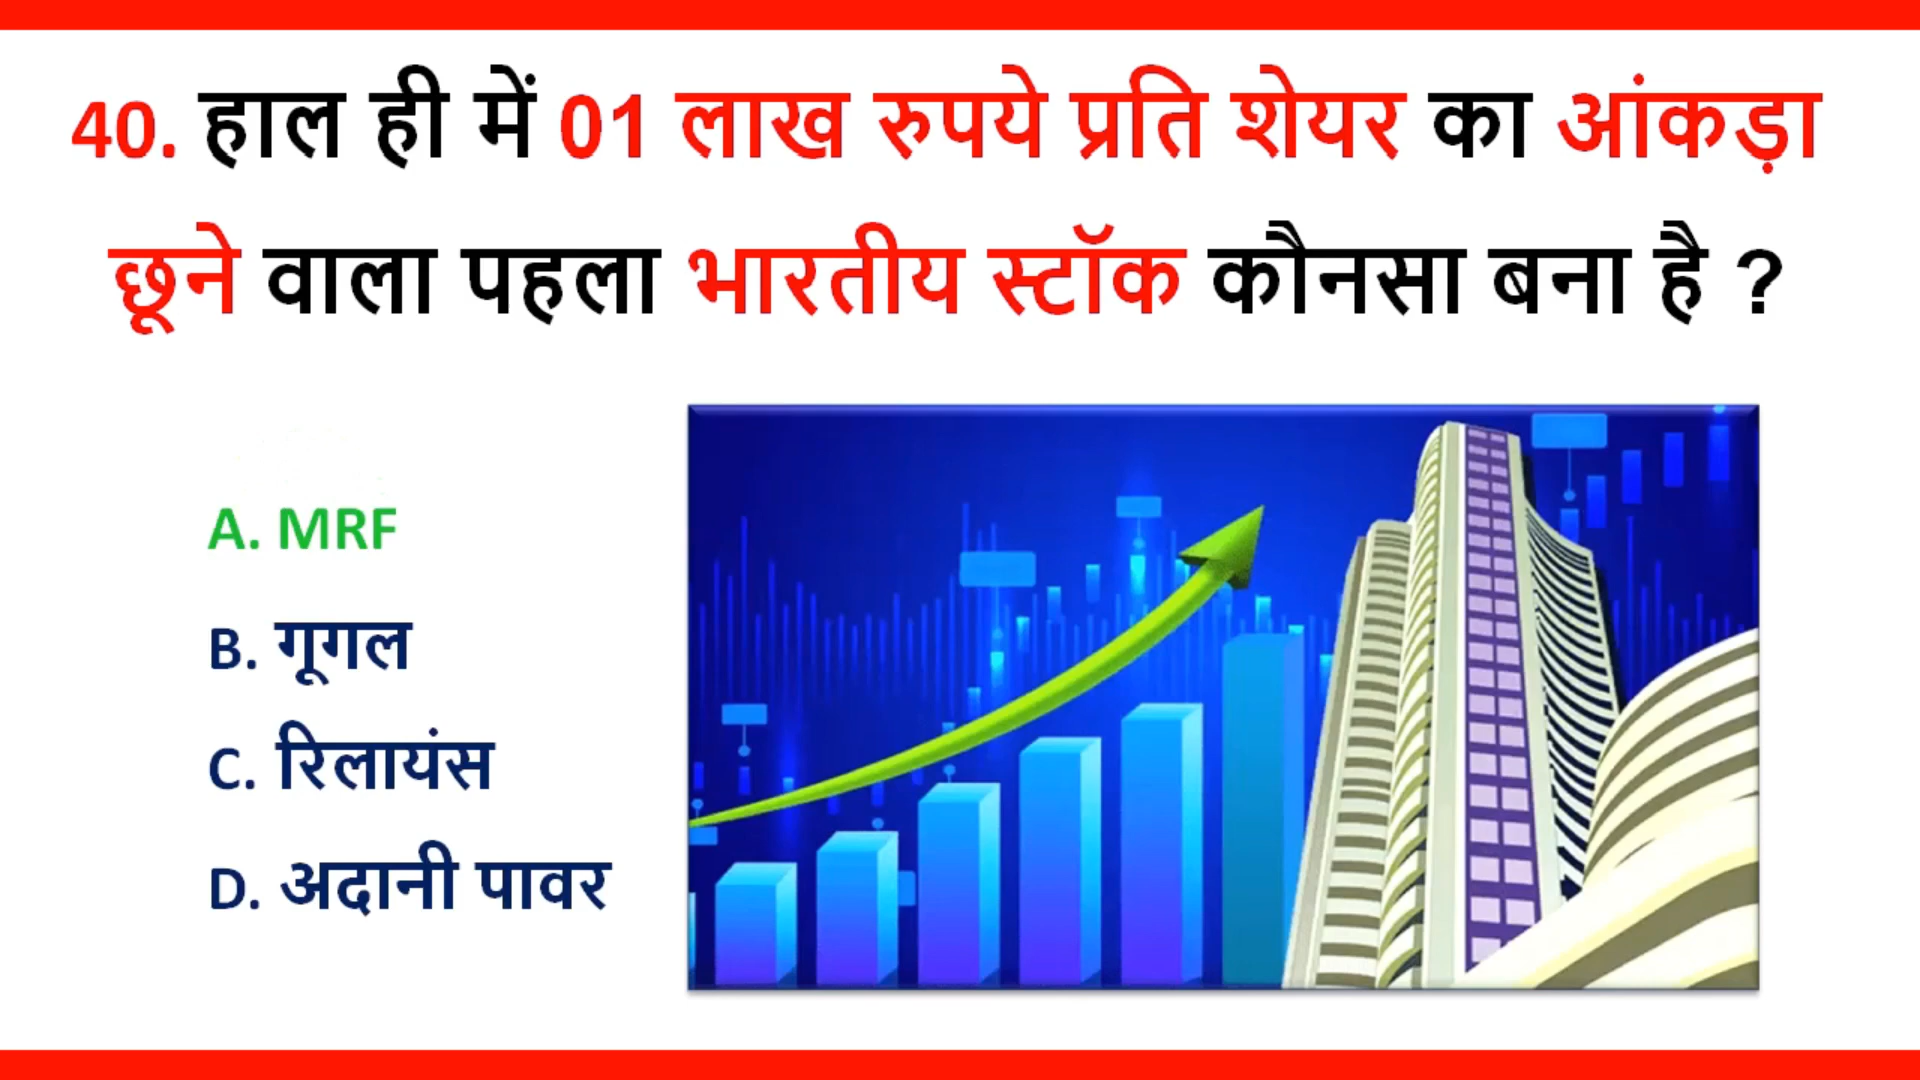 40. हाल ही में 01 लाख रुपये प्रति शेयर का आंकड़ा
छूने वाला पहला भारतीय स्टॉक कौनसा बना है ?
A. MRF
B. गूगल
C. रिलायंस
D. अदानी पावर